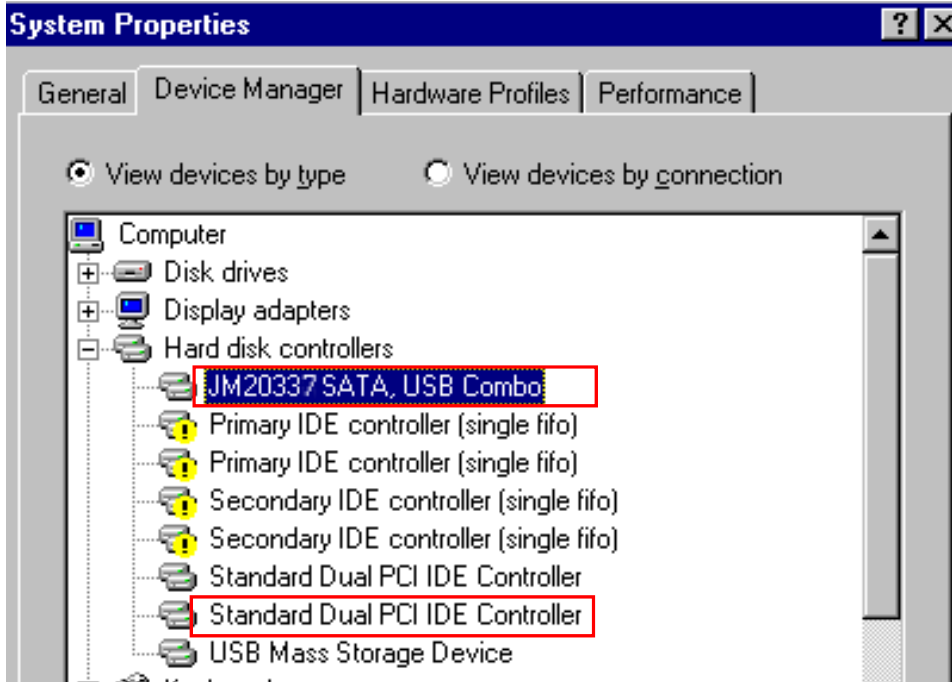 System Properties
General Device Manager Hardware Profiles Performance
View devices by type View devices by connection
Computer
Disk drives
Display adapters
Hard disk controllers
JM20337 SATA, USB Combo
Primary IDE controller (single fifo)
Primary IDE controller (single fifo)
Secondary IDE controller (single fifo)
Secondary IDE controller (single fifo)
Standard Dual PCI IDE Controller
Standard Dual PCI IDE Controller
USB Mass Storage Device